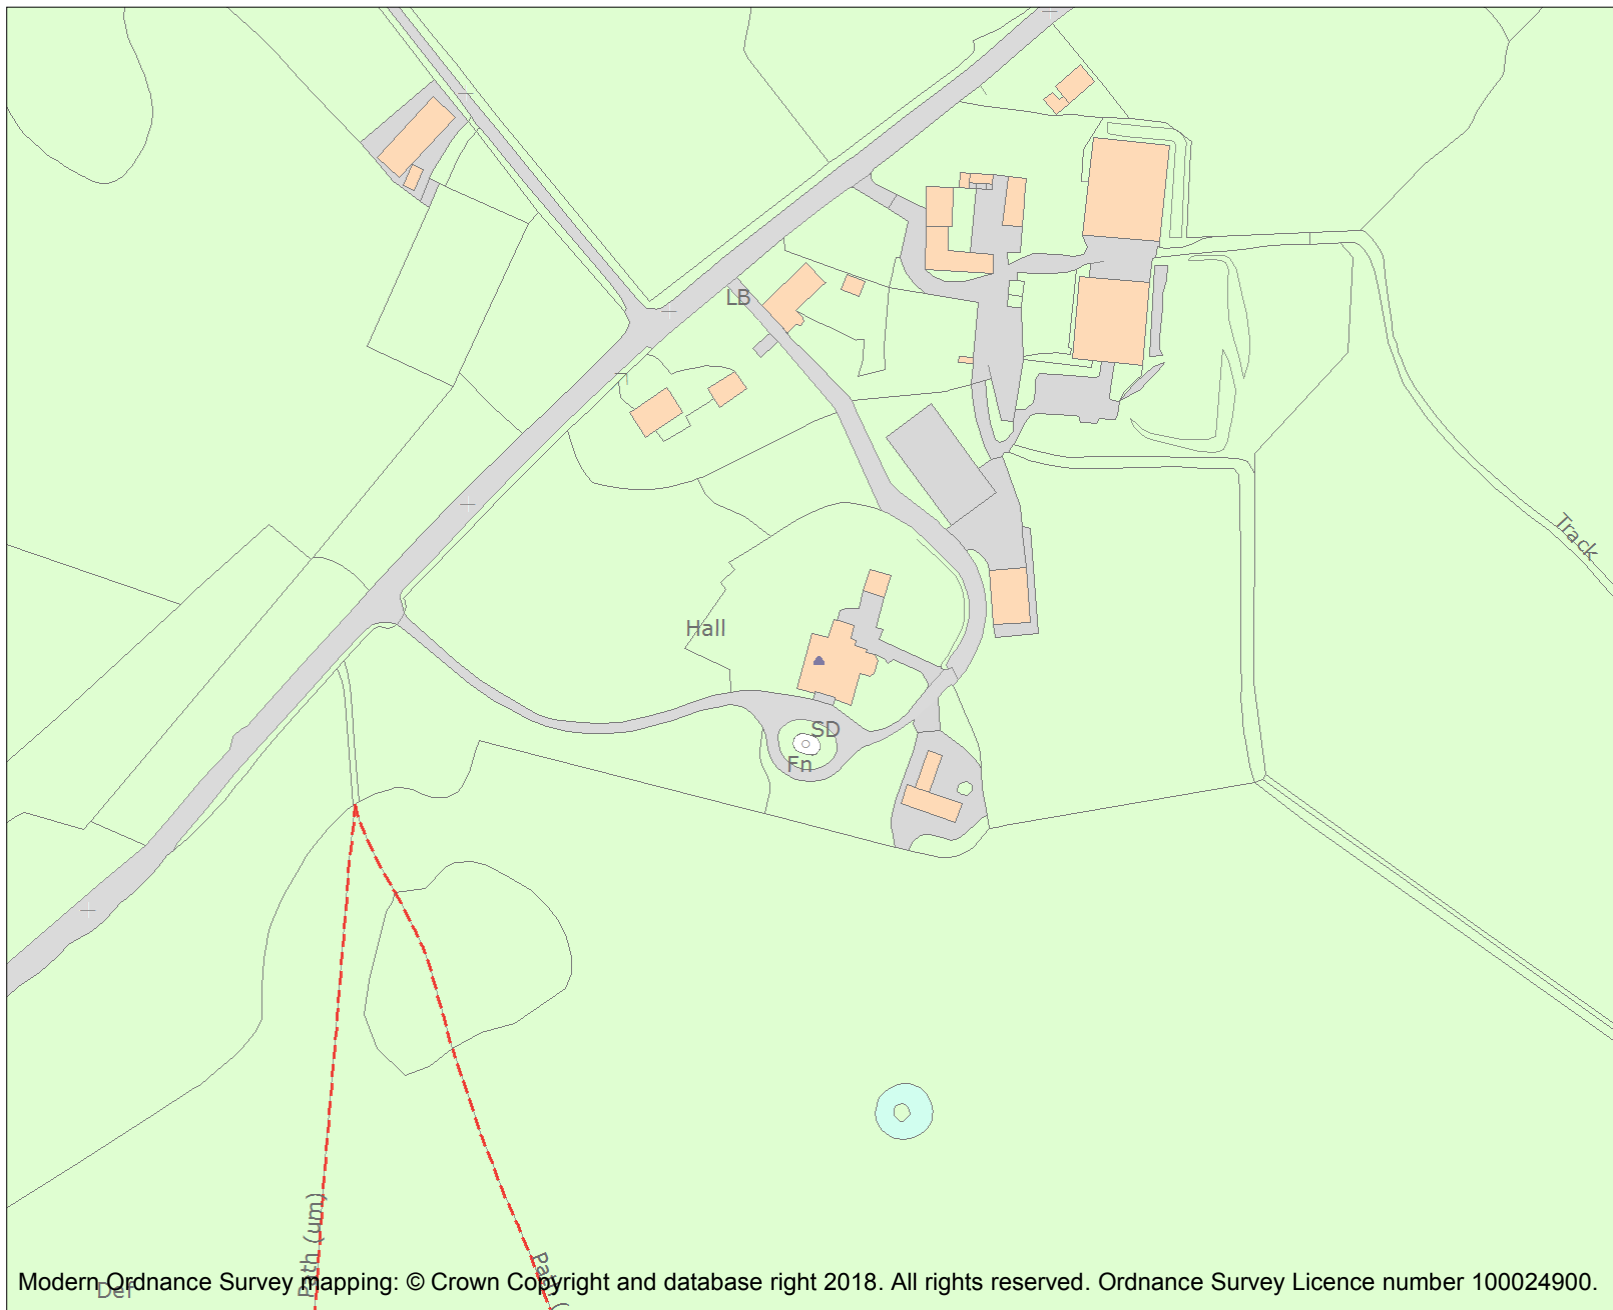 LB
Track
Hall
SD
Fn
Path (um)
Def
Modern Ordnance Survey mapping: © Crown Copyright and database right 2018. All rights reserved. Ordnance Survey Licence number 100024900.